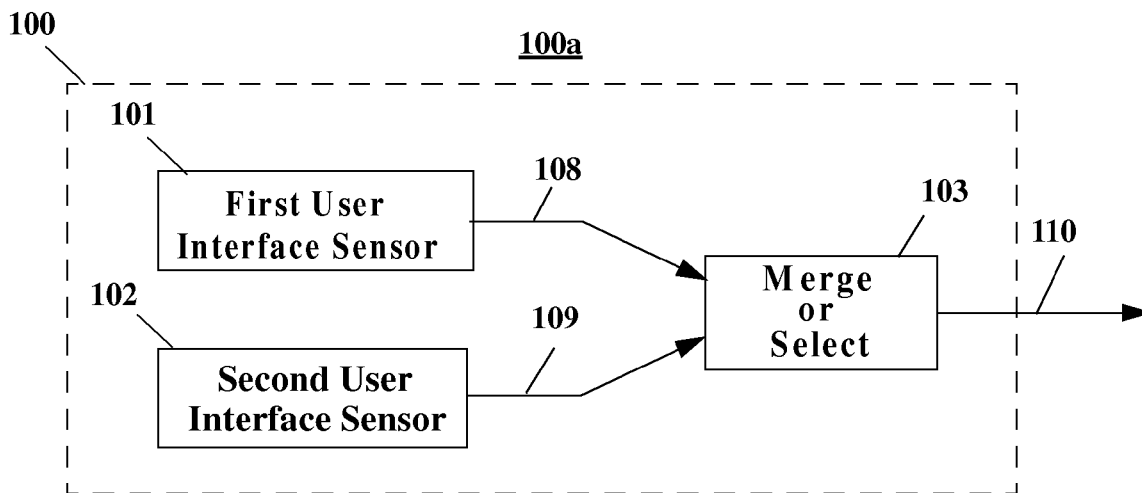 100
100a
101
First User
Interface Sensor
108
103
110
Merge
or
Select
102
109
Second User
Interface Sensor